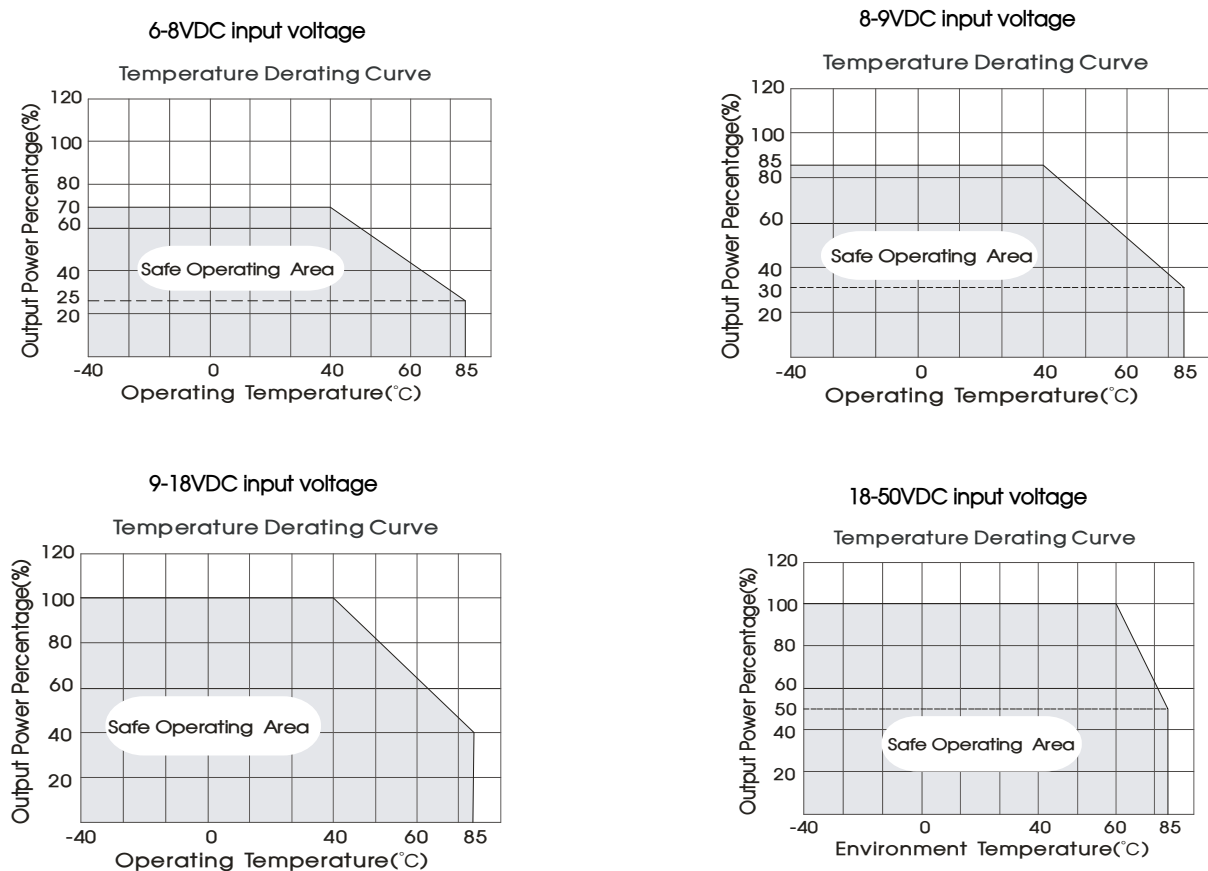 6-8VDC input voltage
Temperature Derating Curve
Output Power Percentage(%)
120
100
80
70
60
40
25
20
Safe Operating Area
-40
0
40
60
85
Operating Temperature(°C)
8-9VDC input voltage
Temperature Derating Curve
Output Power Percentage(%)
120
100
85
80
60
40
30
20
Safe Operating Area
-40
0
40
60
85
Operating Temperature(°C)
9-18VDC input voltage
Temperature Derating Curve
Output Power Percentage(%)
120
100
80
60
40
20
Safe Operating Area
-40
0
40
60
85
Operating Temperature(°C)
18-50VDC input voltage
Temperature Derating Curve
Output Power Percentage(%)
120
100
80
60
50
40
20
Safe Operating Area
-40
0
40
60
85
Environment Temperature(°C)